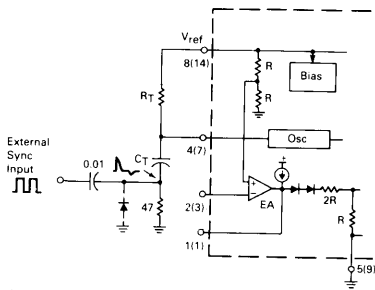 Vref
8(14)
R
Bias
RT
R
External
Sync
Input
0.01
CT
4(7)
Osc
+
47
2(3)
+
−
EA
2R
R
1(1)
5(9)